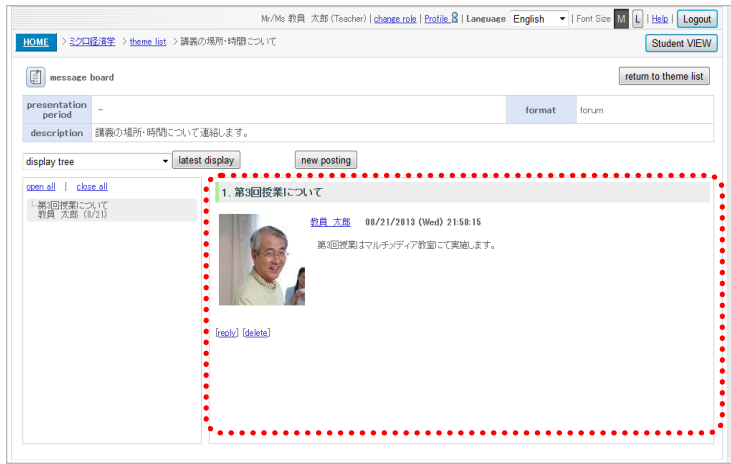 Mr/Ms 教員 太郎 (Teacher) | change role | Profile | Language English | Font Size M L | Help | Logout
HOME > ミクロ経済学 > theme list > 講義の場所・時間について Student VIEW
message board return to theme list
presentation period – format forum
description 講義の場所・時間について連絡します。
display tree latest display new posting
open all | close all
第3回授業について
教員 太郎 (8/21)
1. 第3回授業について
教員 太郎 08/21/2013 (Wed) 21:58:15
第3回授業はマルチメディア教室にて実施します。
[reply] [delete]